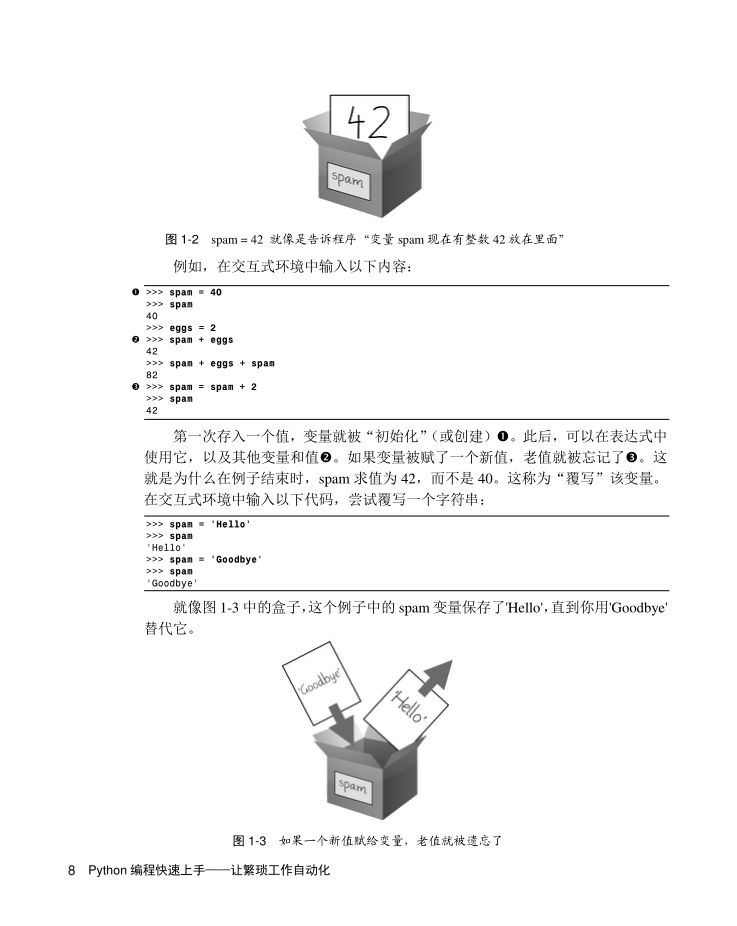 42
spam
图 1-2 spam = 42 就像是告诉程序“变量 spam 现在有整数 42 放在里面”
例如，在交互式环境中输入以下内容：
❶ >>> spam = 40
>>> spam
40
>>> eggs = 2
❷ >>> spam + eggs
42
>>> spam + eggs + spam
82
❸ >>> spam = spam + 2
>>> spam
42
第一次存入一个值，变量就被“初始化”（或创建）❶。此后，可以在表达式中
使用它，以及其他变量和值❷。如果变量被赋了一个新值，老值就被忘记了❸。这
就是为什么在例子结束时，spam 求值为 42，而不是 40。这称为“覆写”该变量。
在交互式环境中输入以下代码，尝试覆写一个字符串：
>>> spam = 'Hello'
>>> spam
'Hello'
>>> spam = 'Goodbye'
>>> spam
'Goodbye'
就像图 1-3 中的盒子，这个例子中的 spam 变量保存了'Hello'，直到你用'Goodbye'
替代它。
'Goodbye'
'Hello'
spam
图 1-3 如果一个新值赋给变量，老值就被遗忘了
8 Python 编程快速上手——让繁琐工作自动化